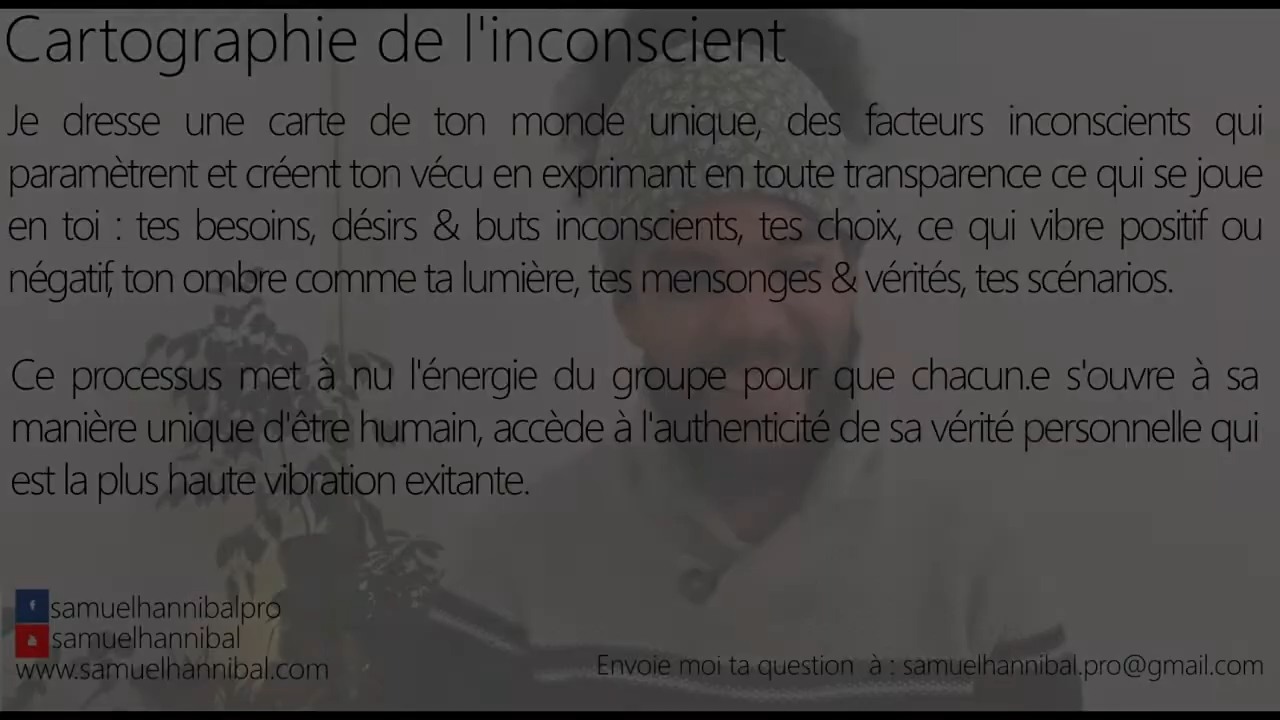 Cartographie de l'inconscient
Je dresse une carte de ton monde unique, des facteurs inconscients qui
paramètrent et créent ton vécu en exprimant en toute transparence ce qui se joue
en toi : tes besoins, désirs & buts inconscients, tes choix, ce qui vibre positif ou
négatif, ton ombre comme ta lumière, tes mensonges & vérités, tes scénarios.
Ce processus met à nu l'énergie du groupe pour que chacun.e s'ouvre à sa
manière unique d'être humain, accède à l'authenticité de sa vérité personnelle qui
est la plus haute vibration exitante.
samuelhannibalpro
samuelhannibal
www.samuelhannibal.com
Envoie moi ta question à : samuelhannibal.pro@gmail.com